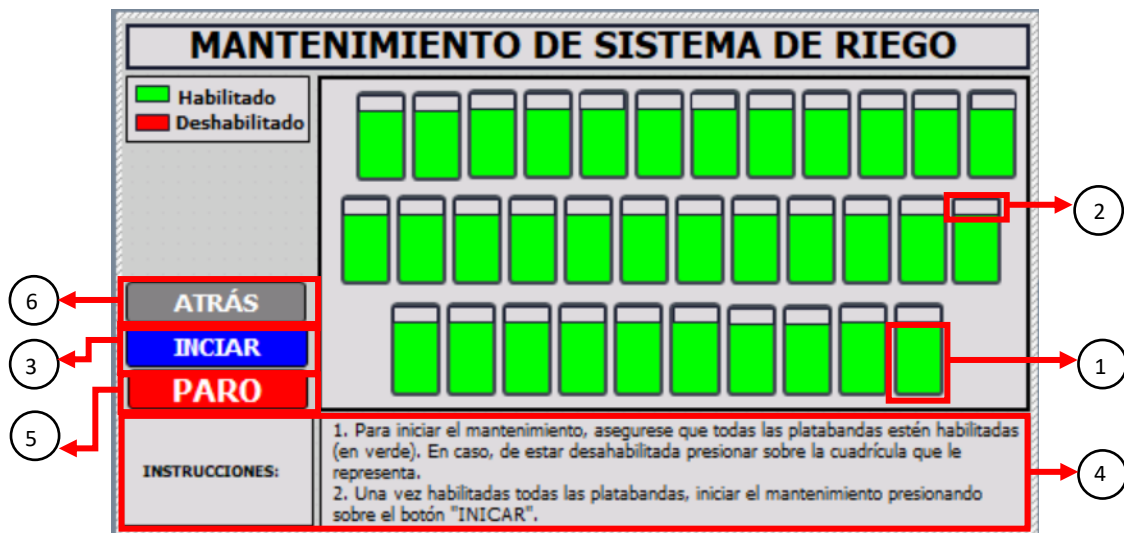 MANTENIMIENTO DE SISTEMA DE RIEGO
Habilitado
Deshabilitado
2
6
ATRÁS
3
INCIAR
1
5
PARO
INSTRUCCIONES:
1. Para iniciar el mantenimiento, asegurese que todas las platabandas estén habilitadas
(en verde). En caso, de estar desahabilitada presionar sobre la cuadrícula que le
representa.
2. Una vez habilitadas todas las platabandas, iniciar el mantenimiento presionando
sobre el botón "INICAR".
4